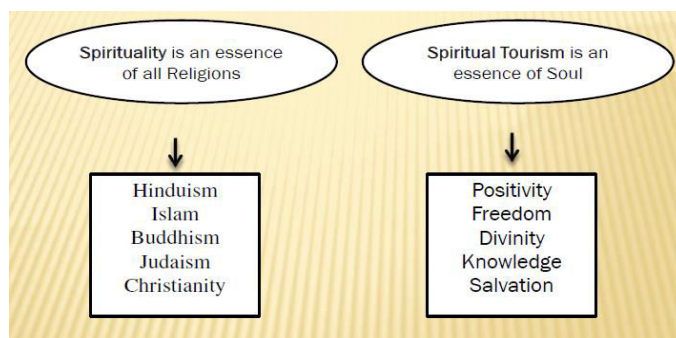 Spirituality is an essence
of all Religions
Spiritual Tourism is an
essence of Soul
Hinduism
Islam
Buddhism
Judaism
Christianity
Positivity
Freedom
Divinity
Knowledge
Salvation